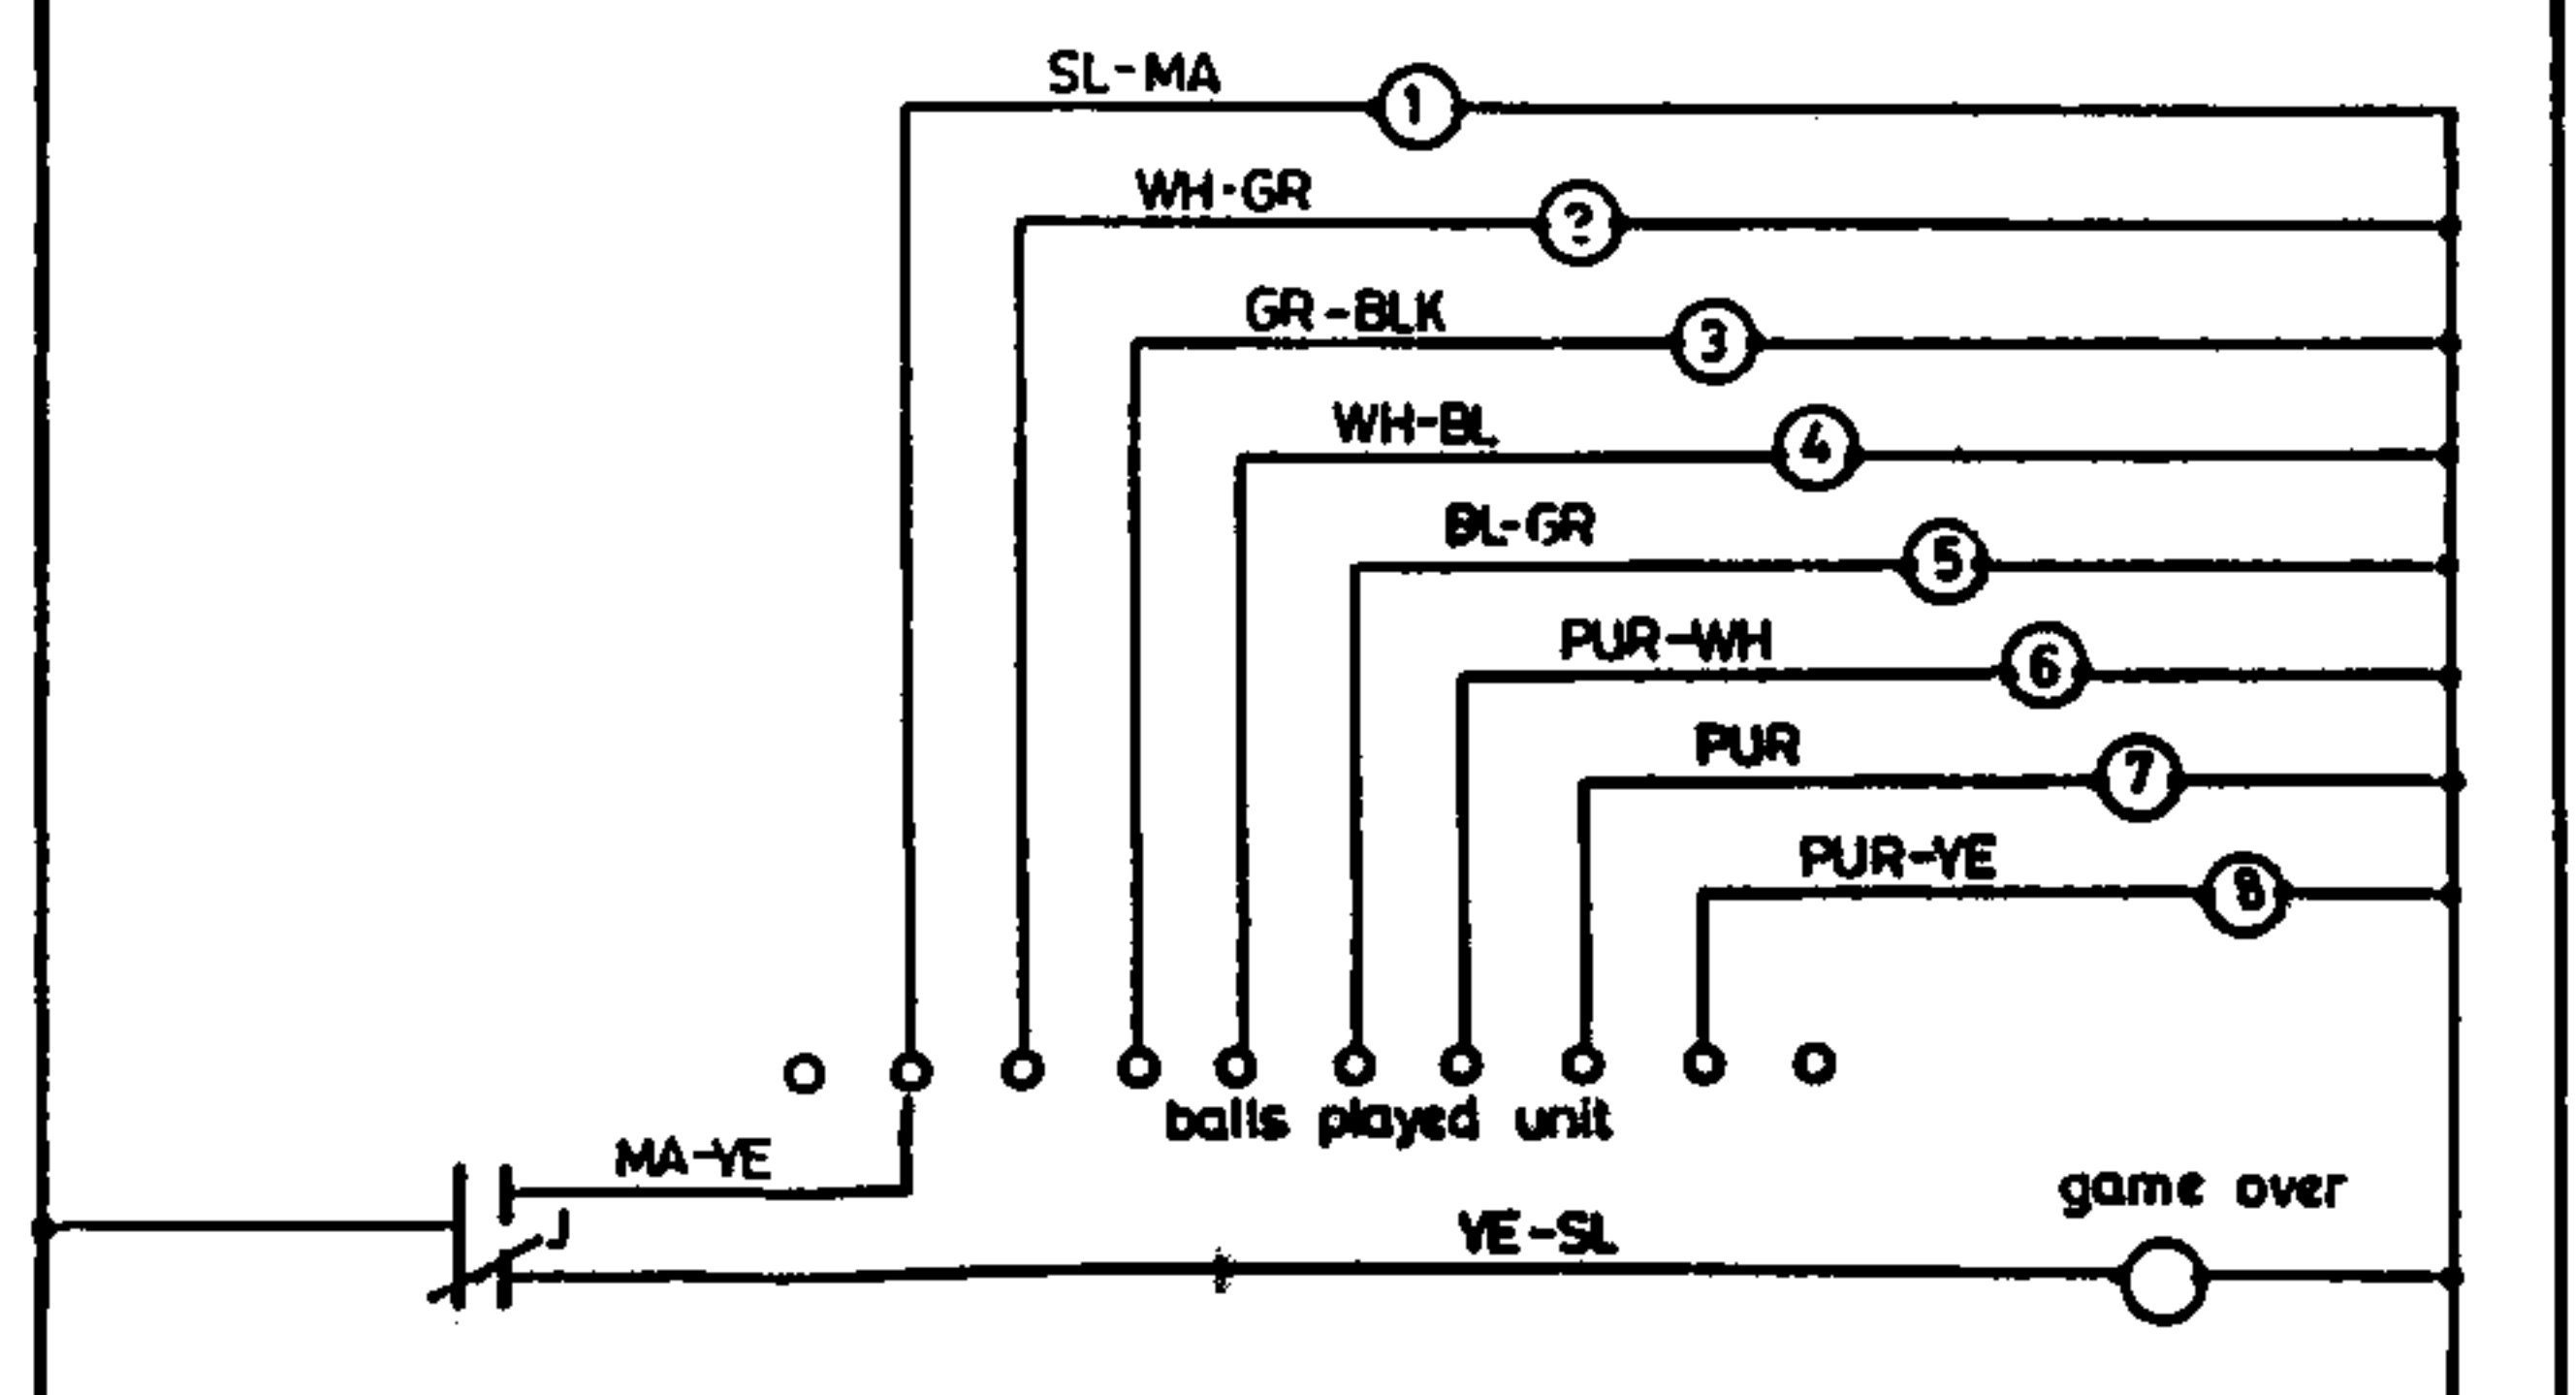 SL-MA
1
WH-GR
2
GR-BLK
3
WH-BL
4
BL-GR
5
PUR-WH
6
PUR
7
PUR-YE
8
balls played unit
MA-YE
game over
J
YE-SL